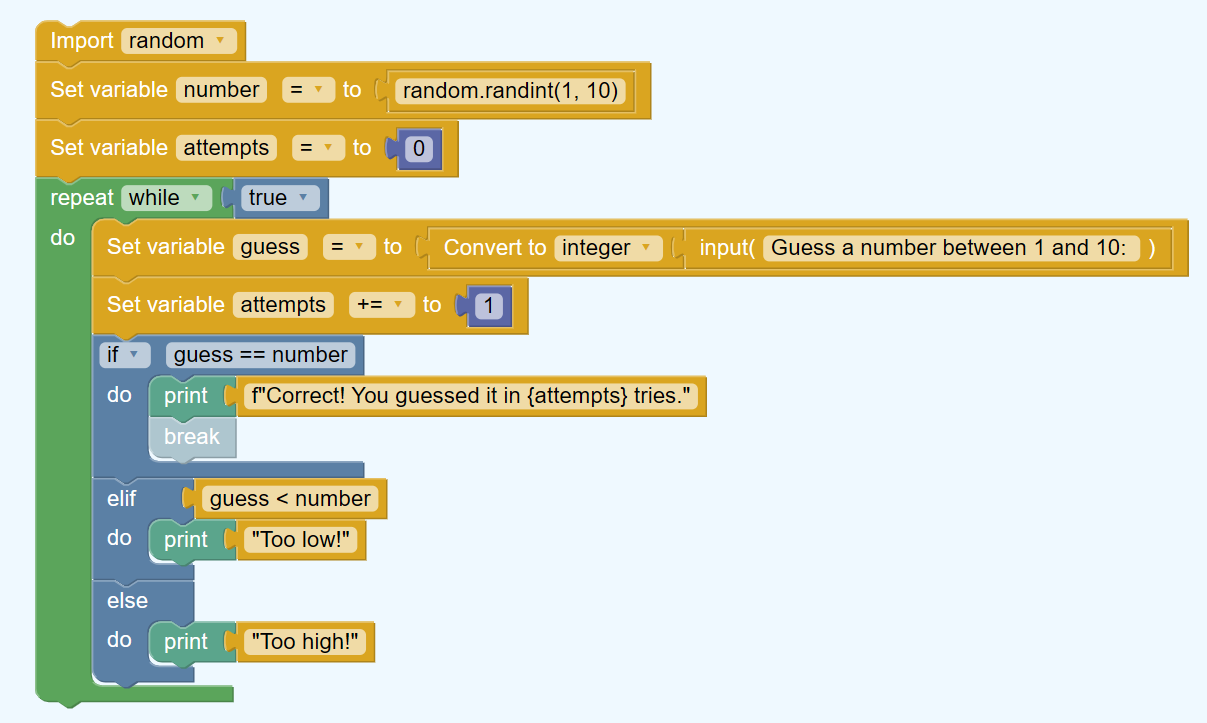 Import random
Set variable number = to random.randint(1, 10)
Set variable attempts = to 0
repeat while true
do Set variable guess = to Convert to integer input( Guess a number between 1 and 10: )
Set variable attempts += to 1
if guess == number
do print f"Correct! You guessed it in {attempts} tries."
break
elif guess < number
do print "Too low!"
else
do print "Too high!"